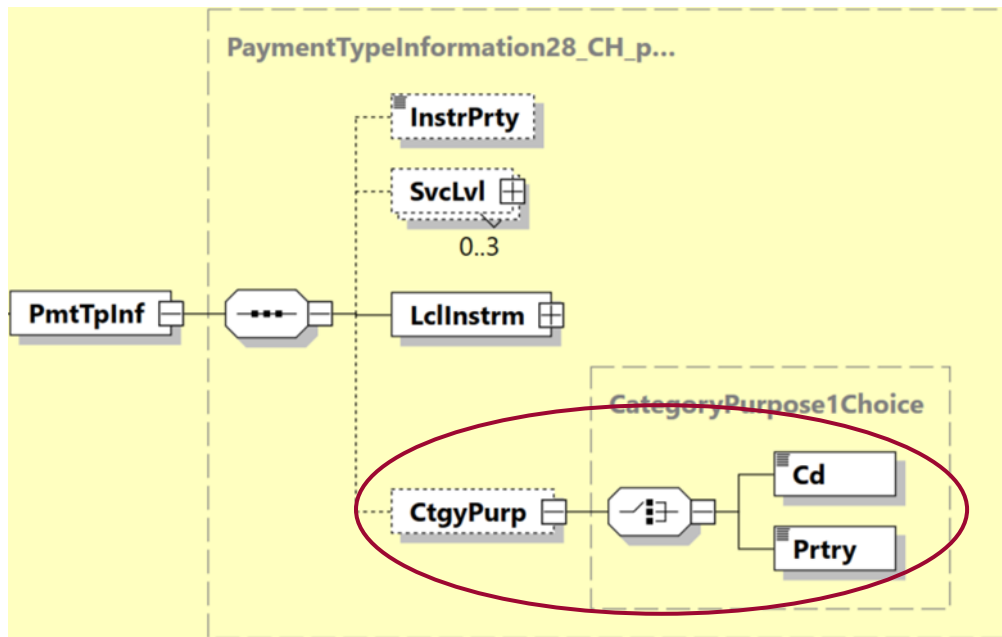 PaymentTypeInformation28_CH_p...
InstrPrty
SvcLvl
0..3
PmtTpInf
LclInstrm
CategoryPurpose1Choice
Cd
CtgyPurp
Prtry